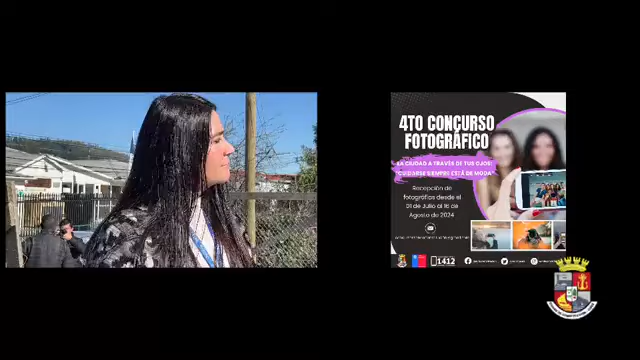 4TO CONCURSO
FOTOGRÁFICO
LA CIUDAD A TRAVÉS DE TUS OJOS:
"CUIDARSE SIEMPRE ESTÁ DE MODA"
Recepción de
fotografías desde el
01 de Julio al 16 de
Agosto de 2024
1412